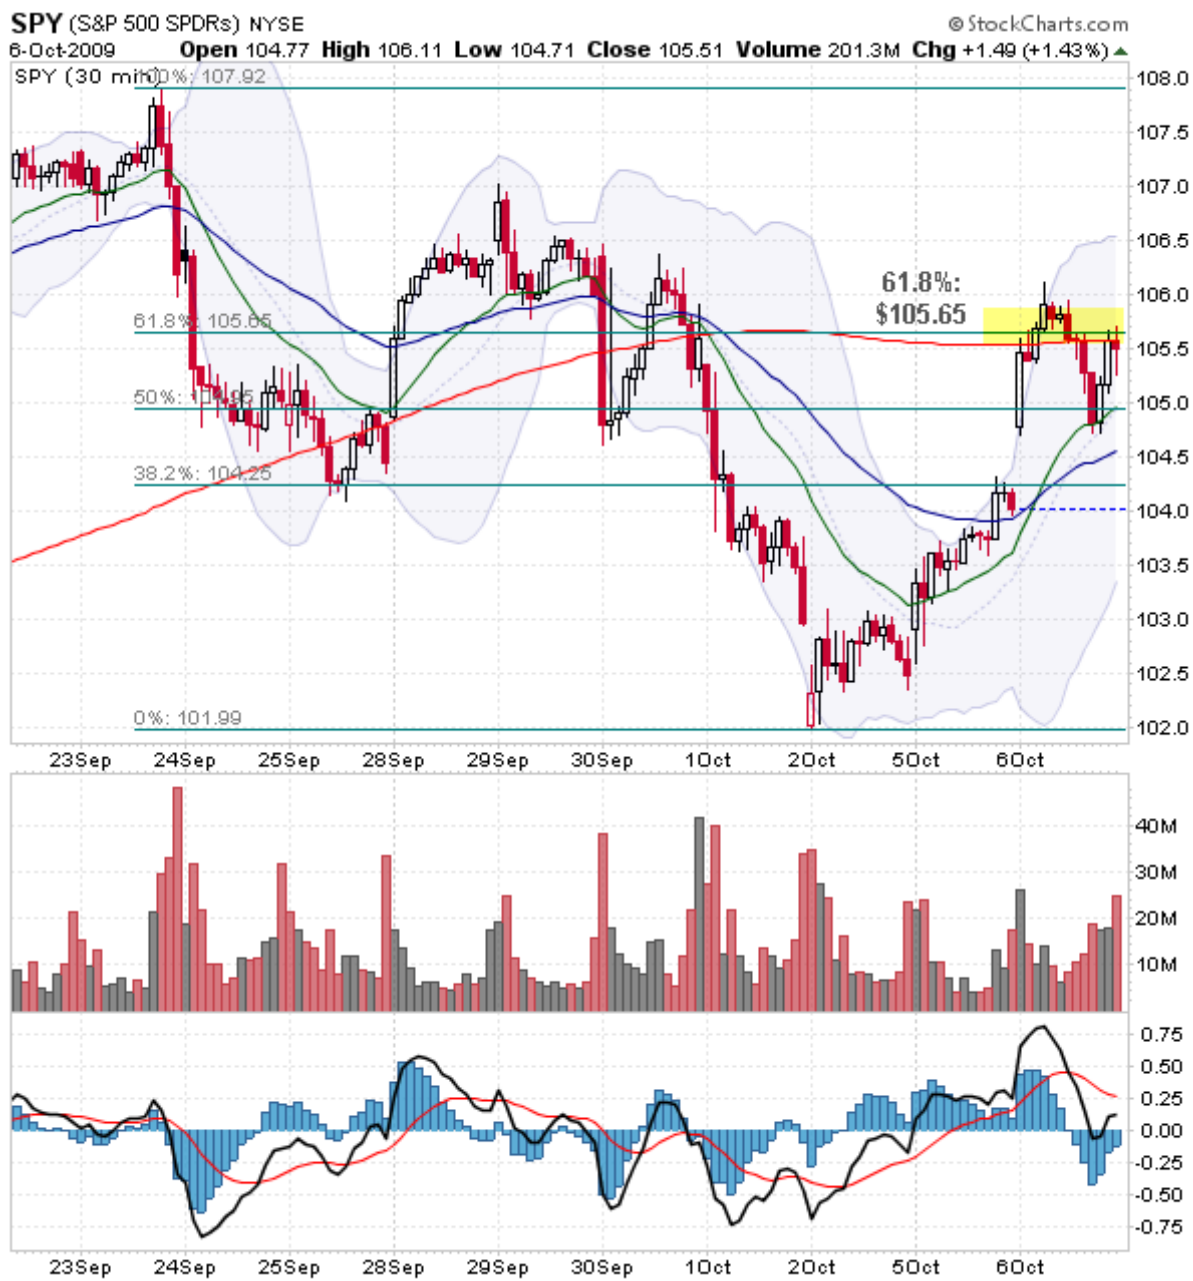 SPY (S&P 500 SPDRs) NYSE
© StockCharts.com
6-Oct-2009 Open 104.77 High 106.11 Low 104.71 Close 105.51 Volume 201.3M Chg +1.49 (+1.43%)
SPY (30 min)
100%: 107.92
108.0
107.5
107.0
106.5
61.8%:
$105.65
106.0
61.8%: 105.65
105.5
50%: 104.95
105.0
38.2%: 104.25
104.5
104.0
103.5
103.0
102.5
0%: 101.99
102.0
23Sep 24Sep 25Sep 28Sep 29Sep 30Sep 1Oct 2Oct 5Oct 6Oct
40M
30M
20M
10M
0.75
0.50
0.25
0.00
-0.25
-0.50
-0.75
23Sep 24Sep 25Sep 28Sep 29Sep 30Sep 1Oct 2Oct 5Oct 6Oct